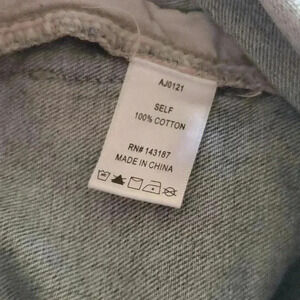 AJ0121
SELF
100% COTTON
RN# 143187
MADE IN CHINA